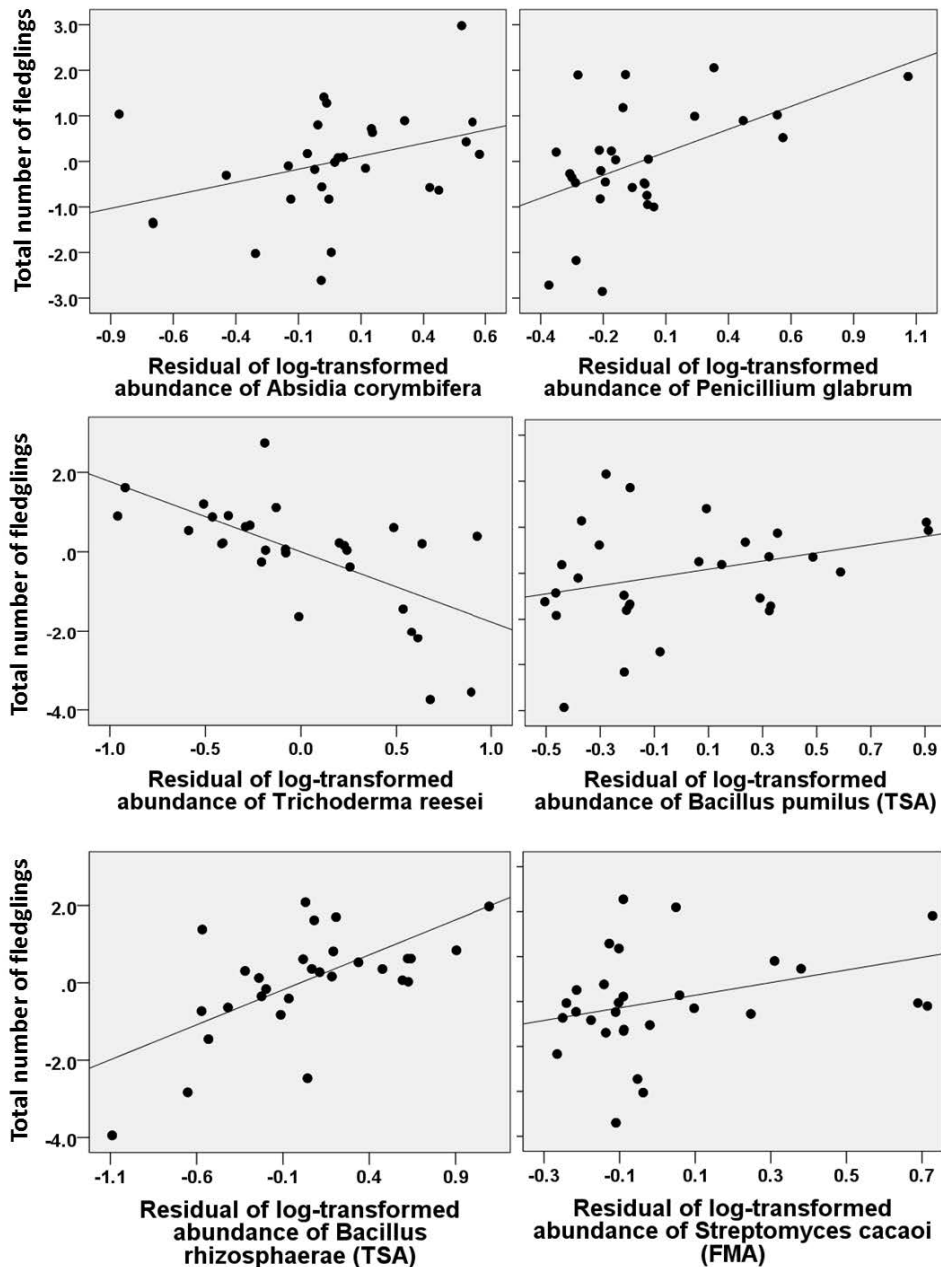 Total number of fledglings
3.0
2.0
1.0
.0
-1.0
-2.0
-3.0
-0.9 -0.6 -0.4 -0.0 0.1 0.4 0.6
Residual of log-transformed
abundance of Absidia corymbifera
-0.4 -0.2 0.1 0.4 0.6 0.9 1.1
Residual of log-transformed
abundance of Penicillium glabrum
Total number of fledglings
2.0
.0
-2.0
-4.0
-1.0 -0.5 0.0 0.5 1.0
Residual of log-transformed
abundance of Trichoderma reesei
-0.5 -0.3 -0.1 0.1 0.3 0.5 0.7 0.9
Residual of log-transformed
abundance of Bacillus pumilus (TSA)
Total number of fledglings
2.0
.0
-2.0
-4.0
-1.1 -0.6 -0.1 0.4 0.9
Residual of log-transformed
abundance of Bacillus
rhizosphaerae (TSA)
-0.3 -0.1 0.1 0.3 0.5 0.7
Residual of log-transformed
abundance of Streptomyces cacaoi
(FMA)